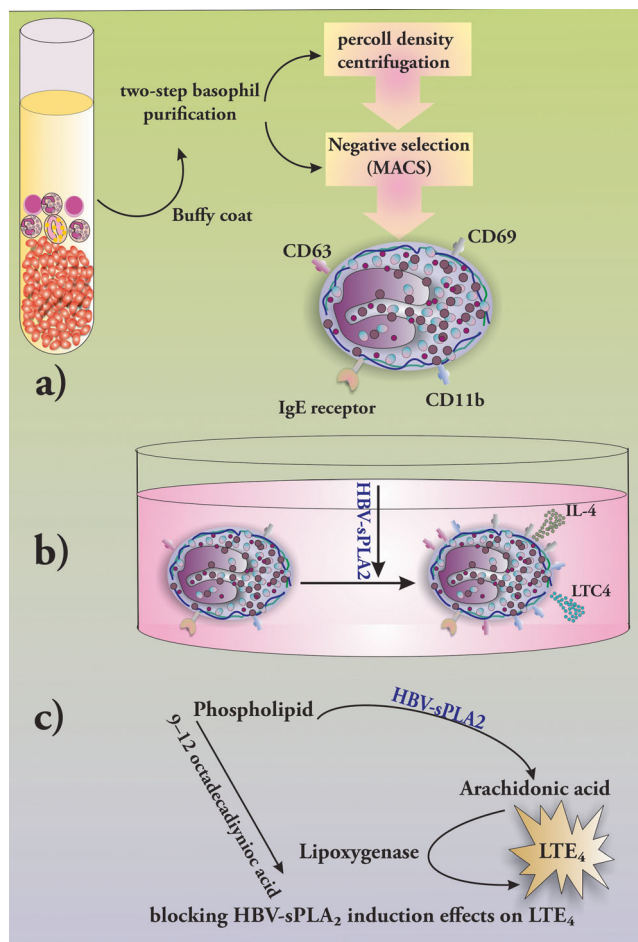 percoll density
centrifugation
two-step basophil
purification
Negative selection
(MACS)
Buffy coat
CD63
CD69
a)
IgE receptor
CD11b
b)
HBV-sPLA2
IL-4
LTC4
c)
Phospholipid
HBV-sPLA2
9–12 octadecadiynioc acid
Arachidonic acid
Lipoxygenase
LTE₄
blocking HBV-sPLA₂ induction effects on LTE₄